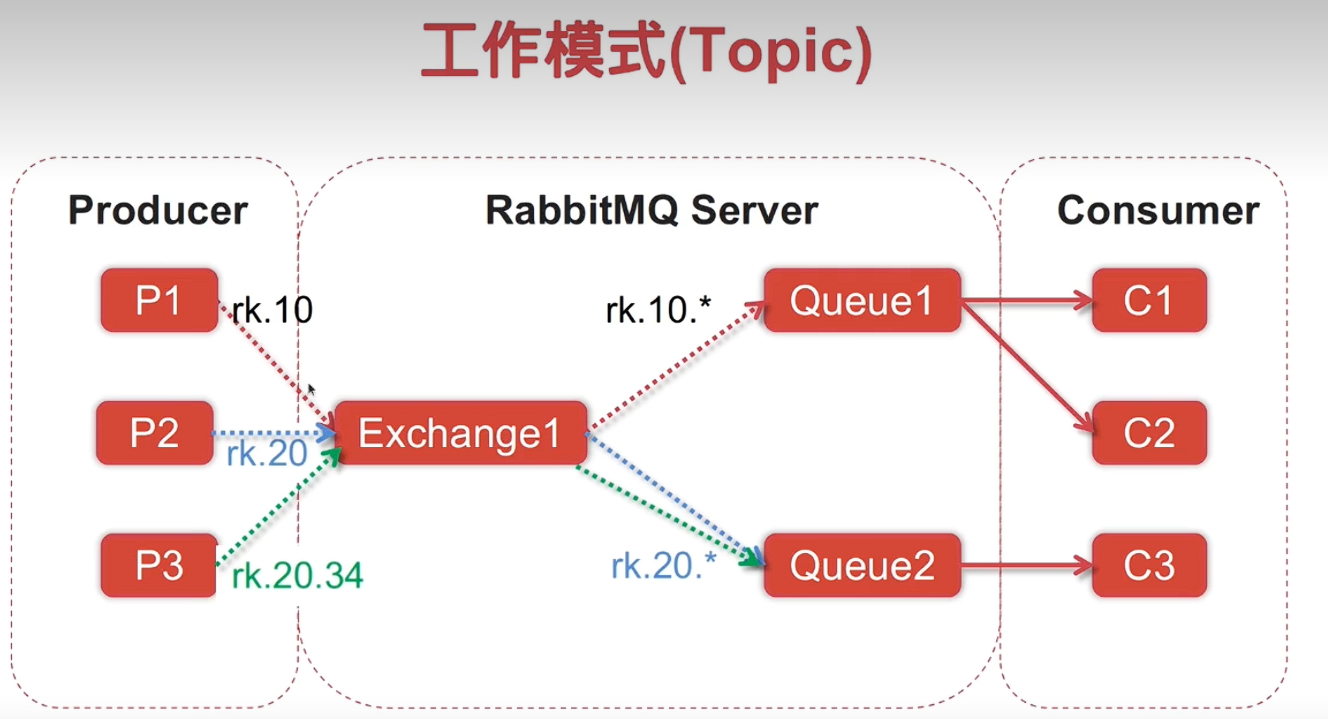 工作模式(Topic)
Producer
RabbitMQ Server
Consumer
P1
rk.10
rk.10.*
Queue1
C1
P2
rk.20
Exchange1
C2
P3
rk.20.34
rk.20.*
Queue2
C3